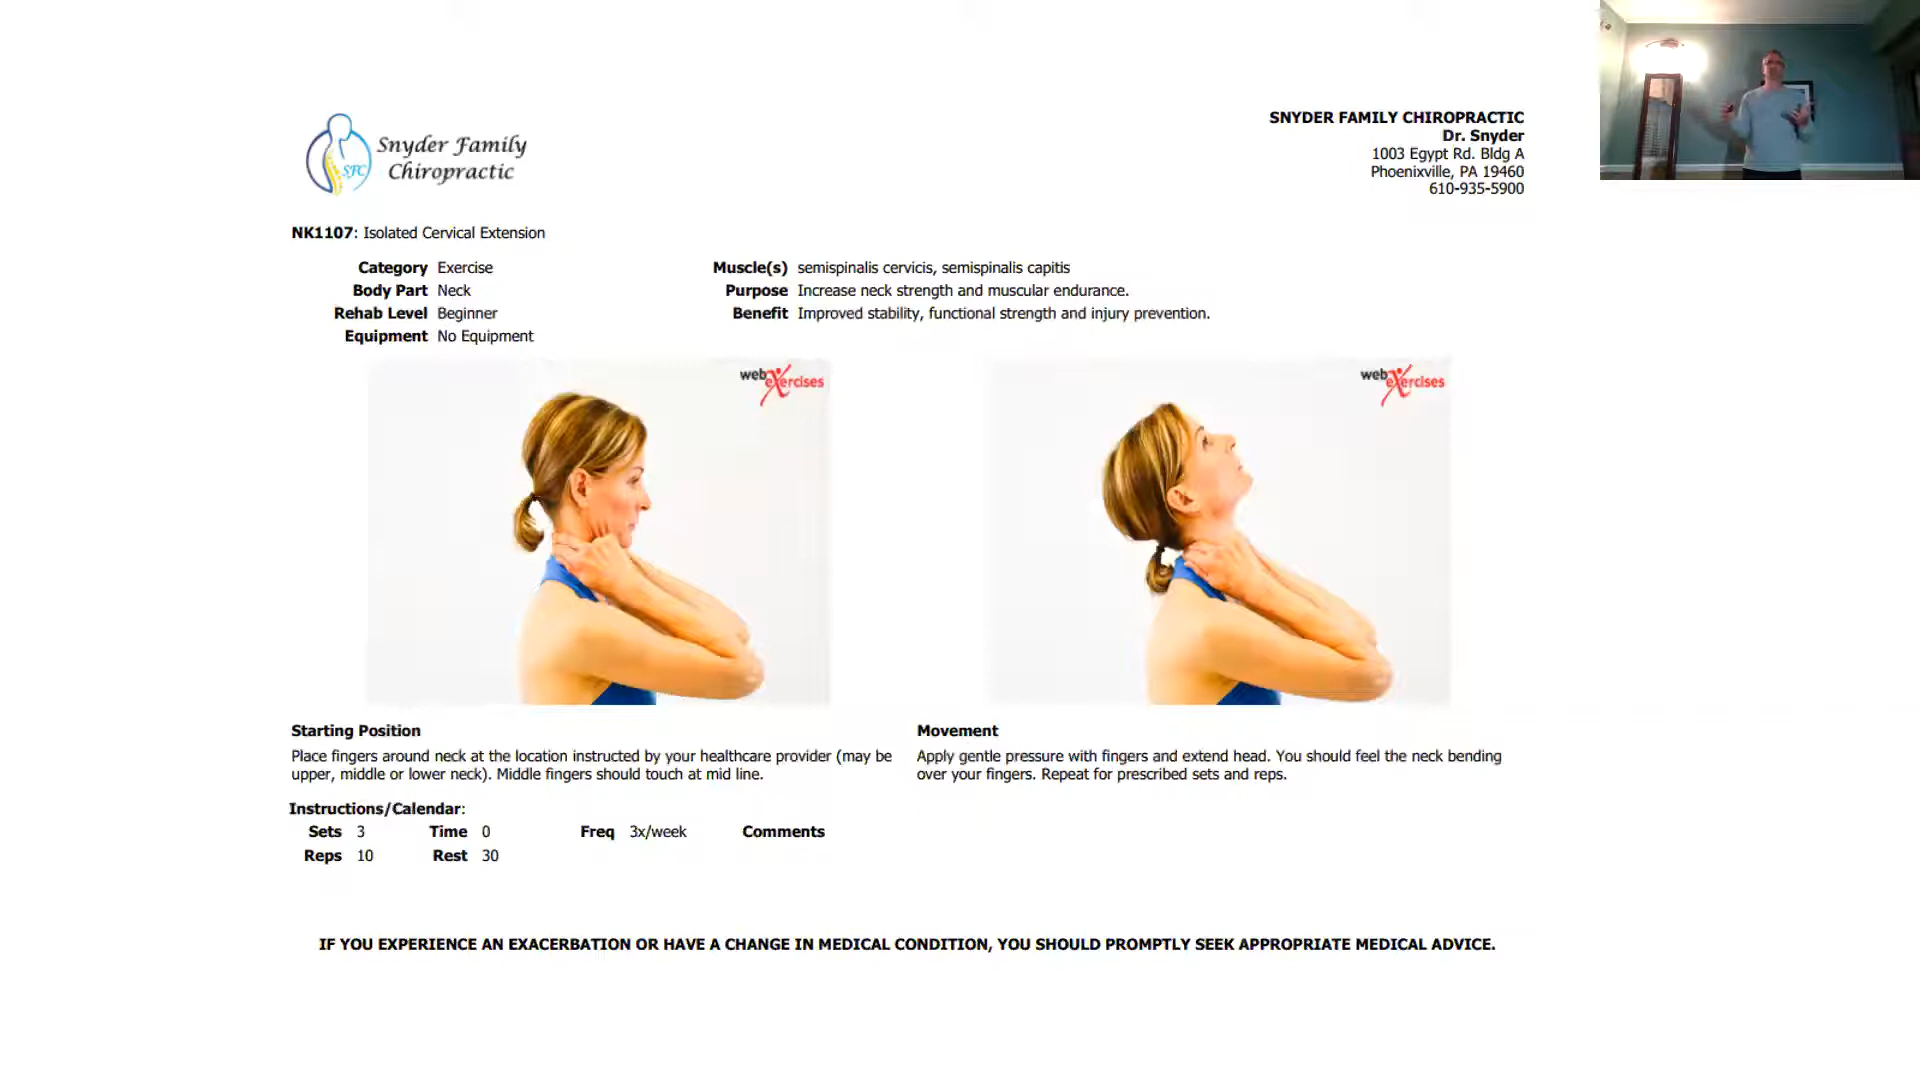 Snyder Family
Chiropractic
SFC
SNYDER FAMILY CHIROPRACTIC
Dr. Snyder
1003 Egypt Rd. Bldg A
Phoenixville, PA 19460
610-935-5900
NK1107: Isolated Cervical Extension
Category Exercise
Body Part Neck
Rehab Level Beginner
Equipment No Equipment
Muscle(s) semispinalis cervicis, semispinalis capitis
Purpose Increase neck strength and muscular endurance.
Benefit Improved stability, functional strength and injury prevention.
web exercises
web exercises
Starting Position
Place fingers around neck at the location instructed by your healthcare provider (may be
upper, middle or lower neck). Middle fingers should touch at mid line.
Movement
Apply gentle pressure with fingers and extend head. You should feel the neck bending
over your fingers. Repeat for prescribed sets and reps.
Instructions/Calendar:
Sets 3 Time 0 Freq 3x/week Comments
Reps 10 Rest 30
IF YOU EXPERIENCE AN EXACERBATION OR HAVE A CHANGE IN MEDICAL CONDITION, YOU SHOULD PROMPTLY SEEK APPROPRIATE MEDICAL ADVICE.